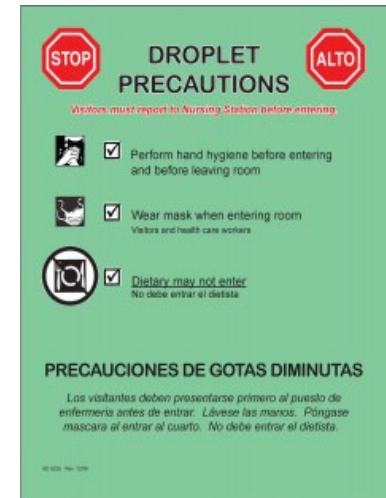 STOP
DROPLET
PRECAUTIONS
ALTO
Visitors must report to Nursing Station before entering.
Perform hand hygiene before entering
and before leaving room
Wear mask when entering room
Visitors and health care workers
Dietary may not enter
No debe entrar el dietista
PRECAUCIONES DE GOTAS DIMINUTAS
Los visitantes deben presentarse primero al puesto de
enfermeria antes de entrar. Lávese las manos. Póngase
mascara al entrar al cuarto. No debe entrar el dietista.